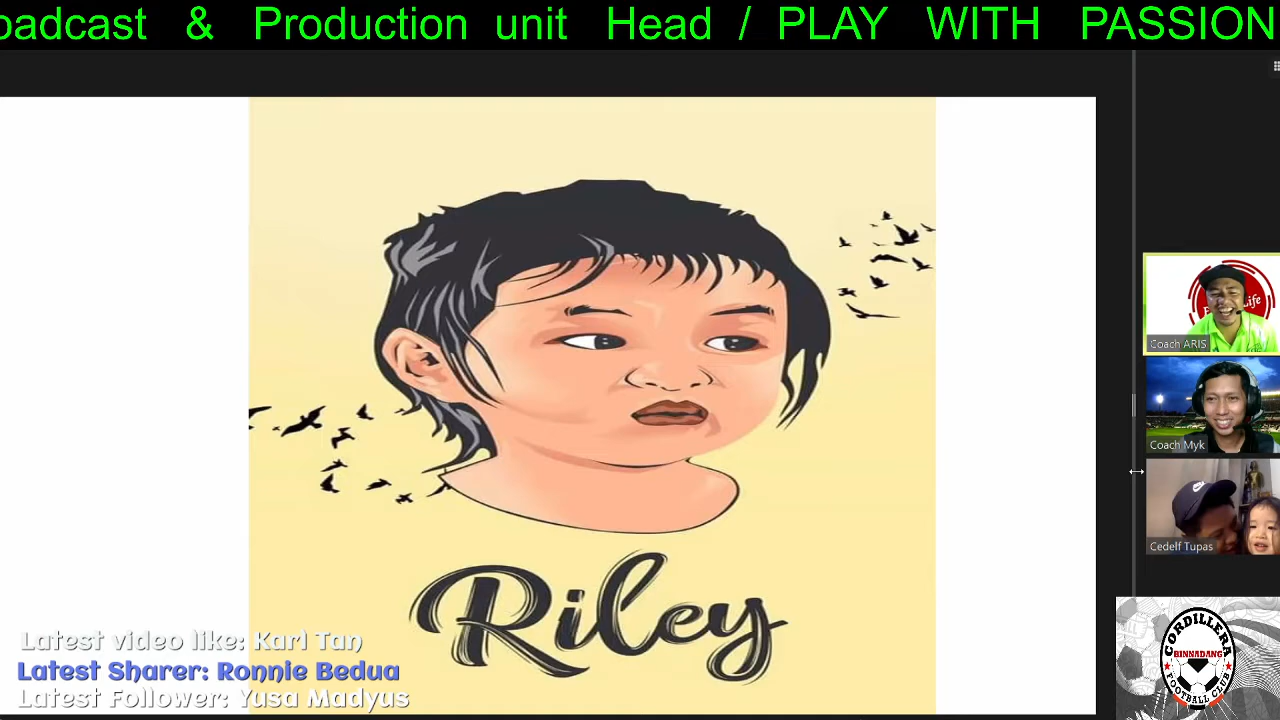 oadcast & Production unit Head / PLAY WITH PASSION
Life
Coach ARIS
Coach Myk
Cedelf Tupas
Riley
Latest video like: Karl Tan
Latest Sharer: Ronnie Bedua
Latest Follower: Yusa Madyus
CORDILLERA
BINNADANG
FOOTBALL CLUB